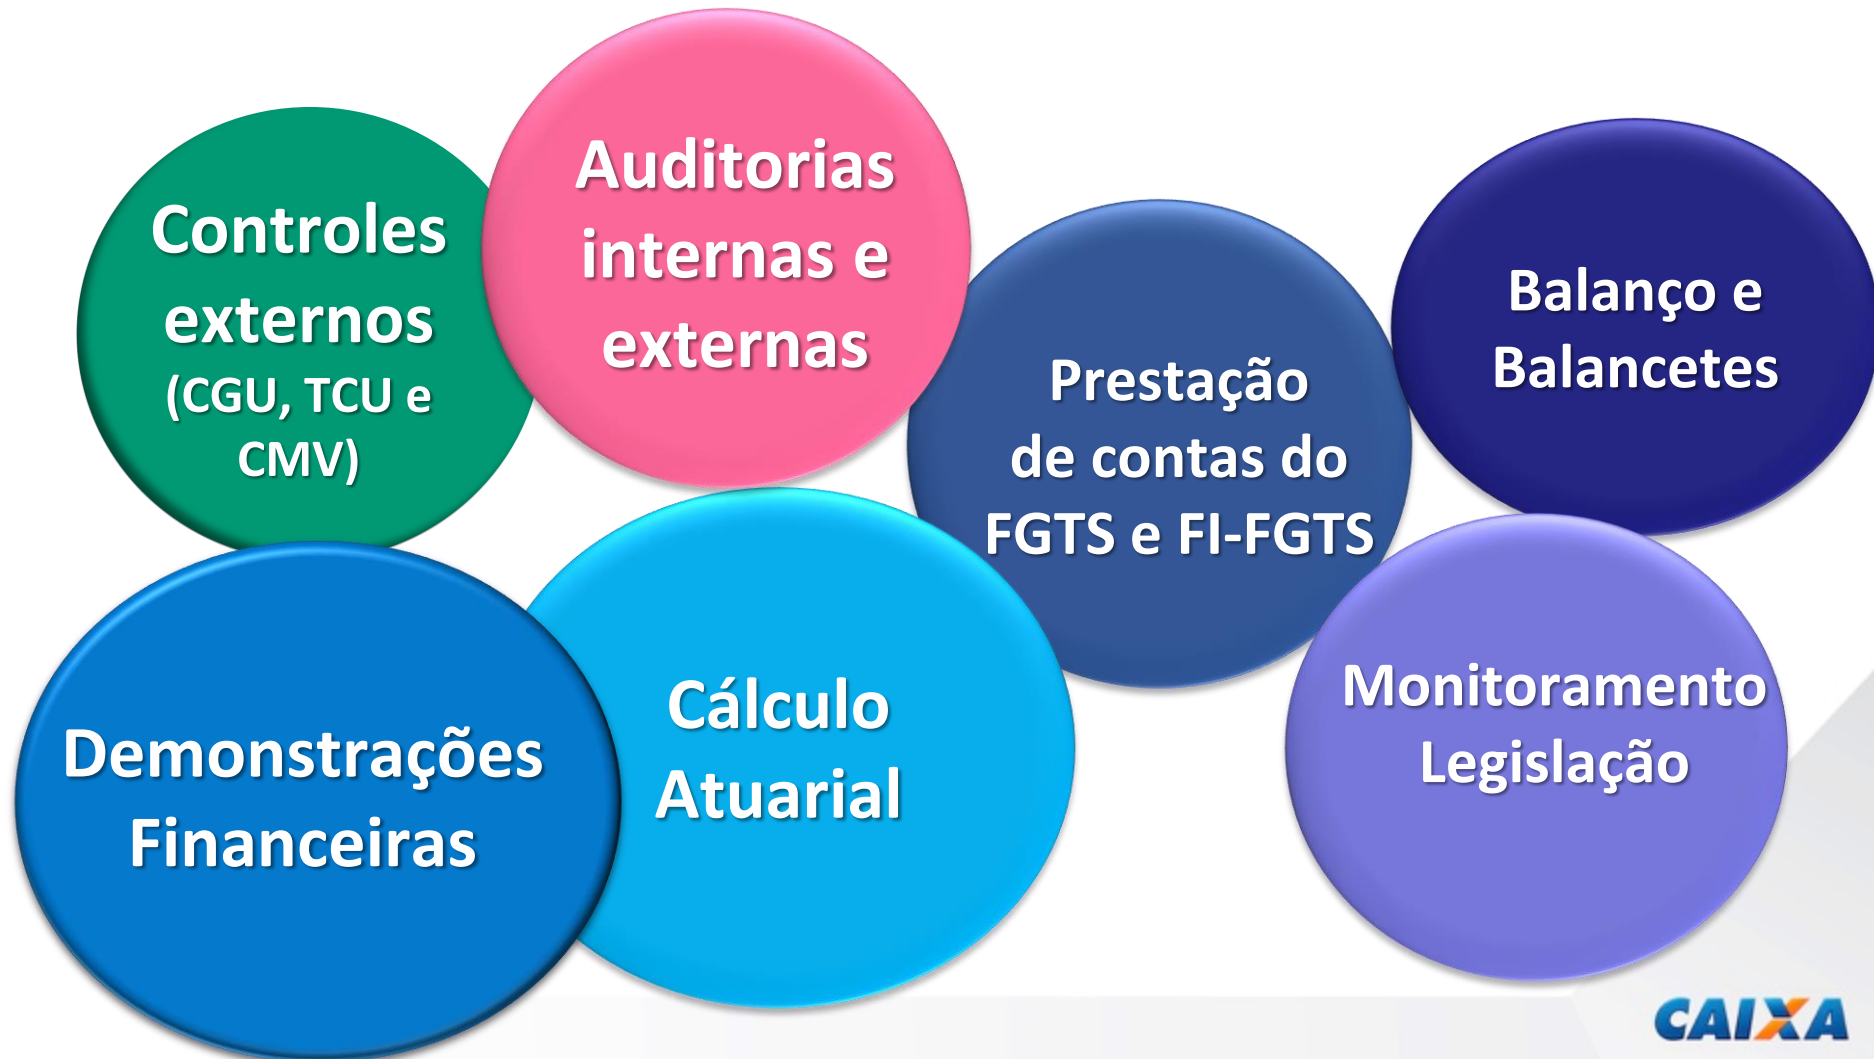 Controles
externos
(CGU, TCU e
CMV)
Auditorias
internas e
externas
Prestação
de contas do
FGTS e FI-FGTS
Balanço e
Balancetes
Demonstrações
Financeiras
Cálculo
Atuarial
Monitoramento
Legislação
CAIXA